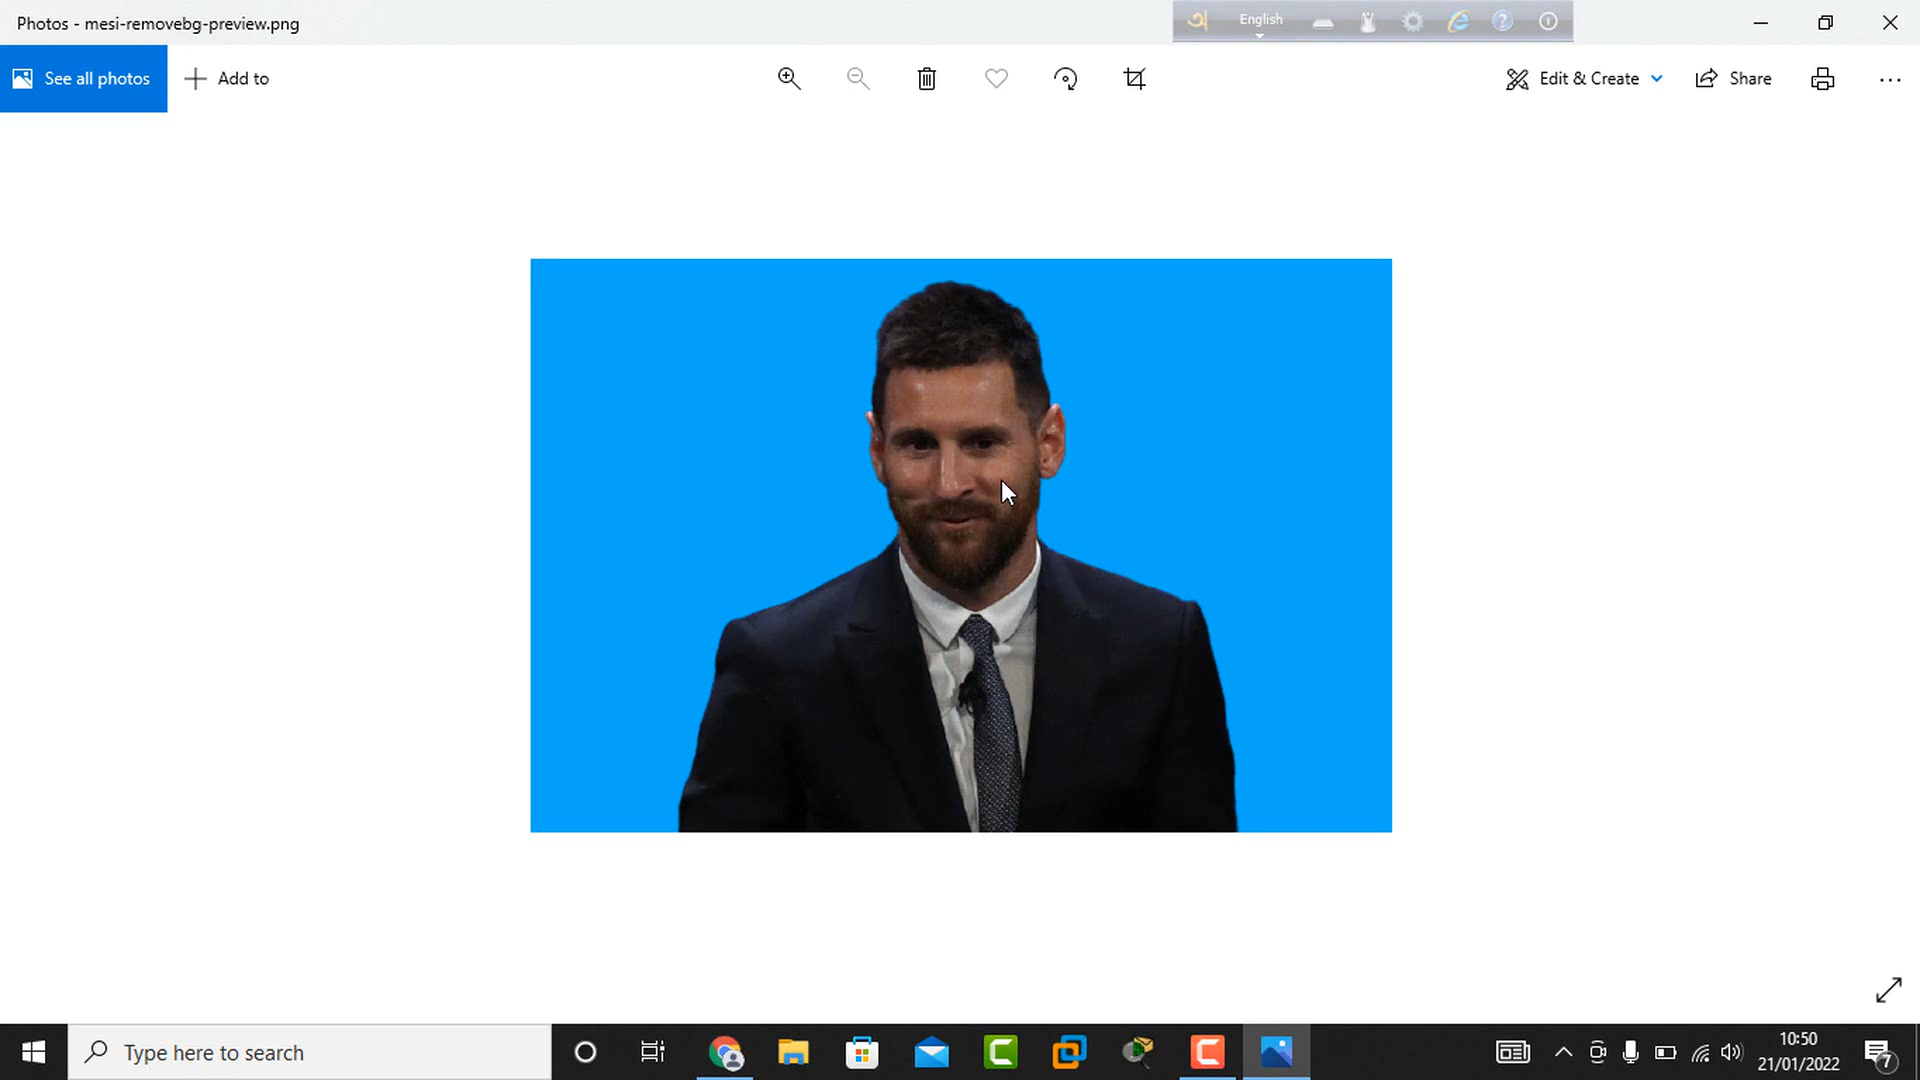 Photos - mesi-removebg-preview.png
অ English
See all photos
Add to
Edit & Create
Share
Type here to search
10:50
21/01/2022
7